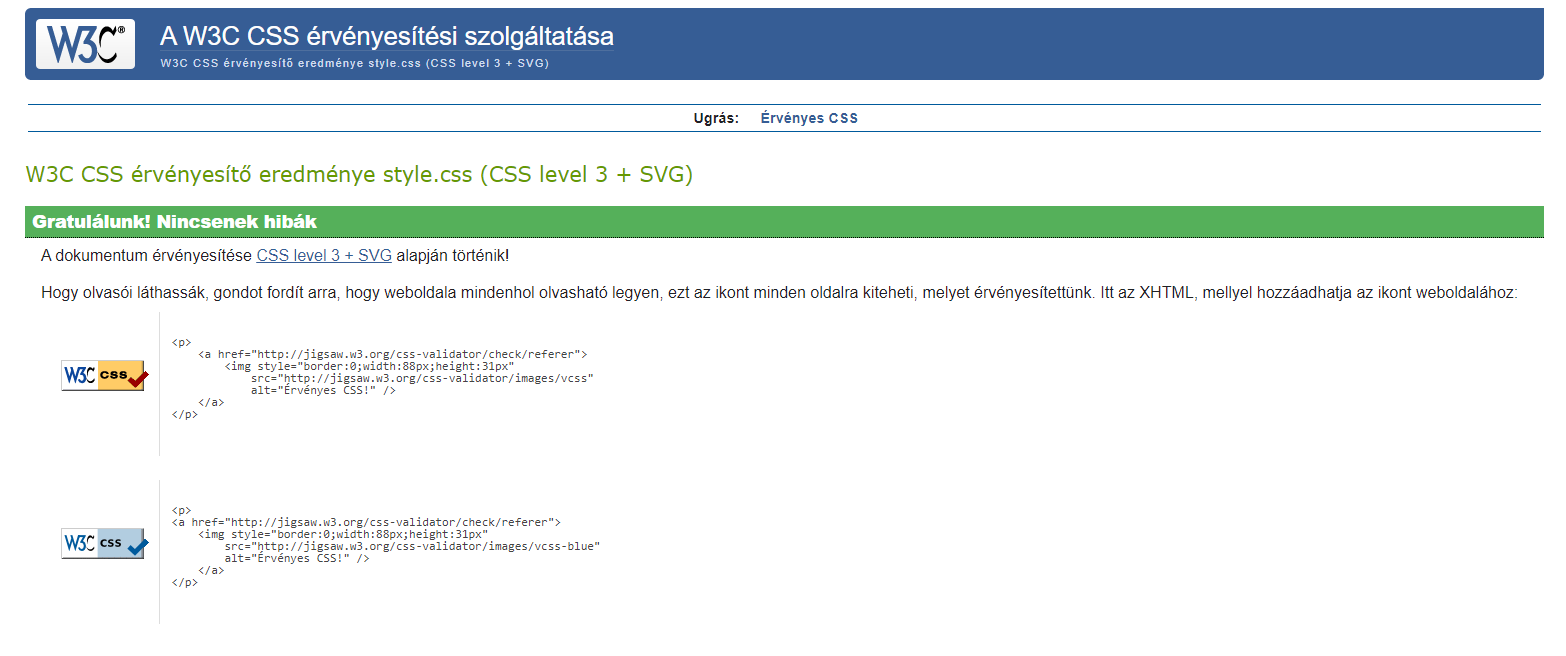 W3C®
A W3C CSS érvényesítési szolgáltatása
W3C CSS érvényesítő eredménye style.css (CSS level 3 + SVG)
Ugrás: Érvényes CSS
W3C CSS érvényesítő eredménye style.css (CSS level 3 + SVG)
Gratulálunk! Nincsenek hibák
A dokumentum érvényesítése CSS level 3 + SVG alapján történik!
Hogy olvasói láthassák, gondot fordít arra, hogy weboldala mindenhol olvasható legyen, ezt az ikont minden oldalra kiteheti, melyet érvényesítettünk. Itt az XHTML, mellyel hozzáadhatja az ikont weboldalához:
W3C css
<p>
<a href="http://jigsaw.w3.org/css-validator/check/referer">
<img style="border:0;width:88px;height:31px"
src="http://jigsaw.w3.org/css-validator/images/vcss"
alt="Érvényes CSS!" />
</a>
</p>
W3C css
<p>
<a href="http://jigsaw.w3.org/css-validator/check/referer">
<img style="border:0;width:88px;height:31px"
src="http://jigsaw.w3.org/css-validator/images/vcss-blue"
alt="Érvényes CSS!" />
</a>
</p>